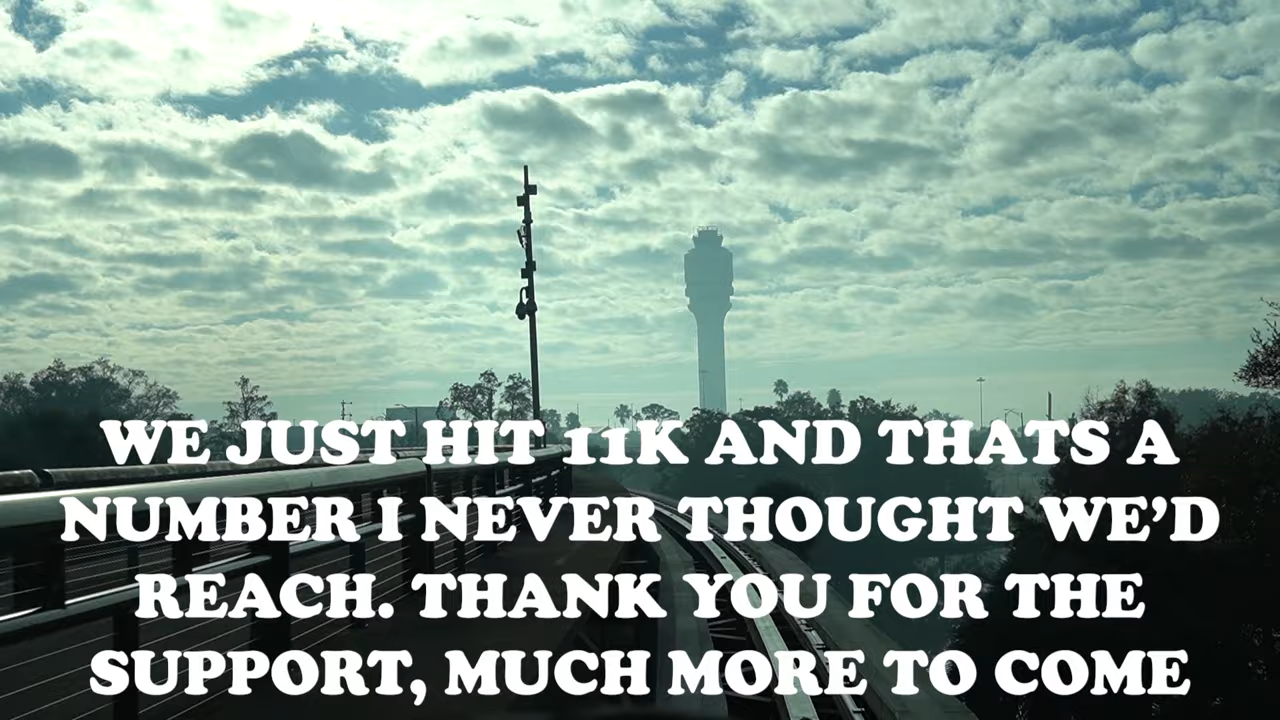 WE JUST HIT 11K AND THATS A
NUMBER I NEVER THOUGHT WE’D
REACH. THANK YOU FOR THE
SUPPORT, MUCH MORE TO COME